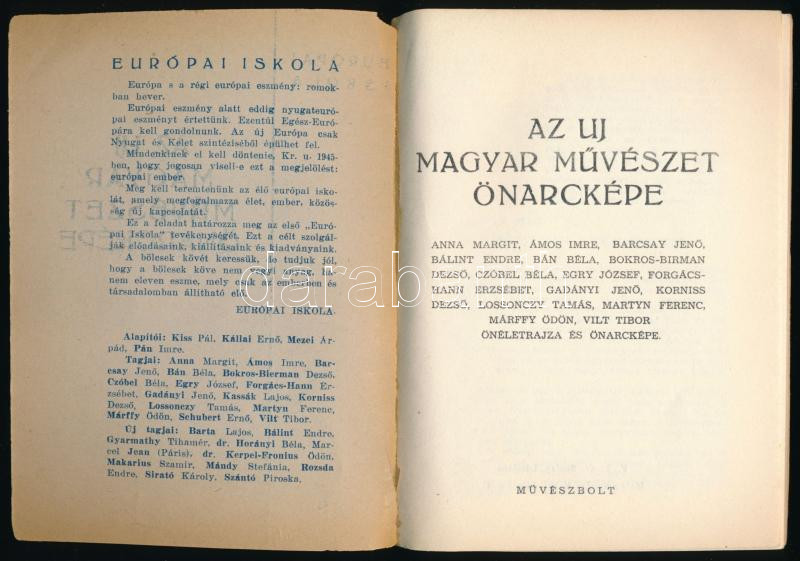 EURÓPAI ISKOLA
Európa s a régi európai eszmény: romok-
ban hever.
Európai eszmény alatt eddig nyugateuró-
pai eszményt értettünk. Ezentúl Egész-Euró-
pára kell gondolnunk. Az új Európa csak
Nyugat és Kelet szintéziséből épülhet fel.
Mindenkinek el kell döntenie, Kr. u. 1945-
ben, hogy jogosan viseli-e ezt a megjelölést:
európai ember.
Meg kell teremtenünk az élő európai isko-
lát, amely megfogalmazza élet, ember, közös-
ség új kapcsolatát.
Ez a feladat határozza meg az első „Euró-
pai Iskola" tevékenységét. Ezt a célt szolgál-
ják előadásaink, kiállításaink és kiadványaink.
A bölcsek kövét keressük, de tudjuk jól,
hogy a bölcsek köve nem vegyi anyag, ha-
nem eleven eszme, mely csak az emberben és
társadalomban állítható elő.
EURÓPAI ISKOLA
Alapítói: Kiss Pál, Kállai Ernő, Mezei Ár-
pád, Pán Imre.
Tagjai: Anna Margit, Ámos Imre, Bar-
csay Jenő, Bán Béla, Bokros-Bierman Dezső,
Czóbel Béla, Egry József, Forgács-Hann Er-
zsébet, Gadányi Jenő, Kassák Lajos, Korniss
Dezső, Lossonczy Tamás, Martyn Ferenc,
Márffy Ödön, Schubert Ernő, Vilt Tibor.
Új tagjai: Barta Lajos, Bálint Endre,
Gyarmathy Tihamér, dr. Horányi Béla, Mar-
cel Jean (Páris), dr. Kerpel-Fronius Ödön,
Makarius Szamir, Mándy Stefánia, Rozsda
Endre, Sirató Károly, Szántó Piroska.
AZ UJ
MAGYAR MŰVÉSZET
ÖNARCKÉPE
ANNA MARGIT, ÁMOS IMRE, BARCSAY JENŐ,
BÁLINT ENDRE, BÁN BÉLA, BOKROS-BIRMAN
DEZSŐ, CZÓBEL BÉLA, EGRY JÓZSEF, FORGÁCS-
HANN ERZSÉBET, GADÁNYI JENŐ, KORNISS
DEZSŐ, LOSSONCZY TAMÁS, MARTYN FERENC,
MÁRFFY ÖDÖN, VILT TIBOR
ÖNÉLETRAJZA ÉS ÖNARCKÉPE.
MŰVÉSZBOLT